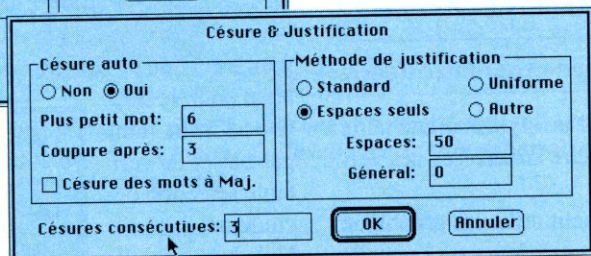 Césure & Justification
Césure auto
Non Oui
Plus petit mot: 6
Coupure après: 3
Césure des mots à Maj.
Méthode de justification
Standard Uniforme
Espaces seuls Autre
Espaces: 50
Général: 0
Césures consécutives: 3
OK Annuler